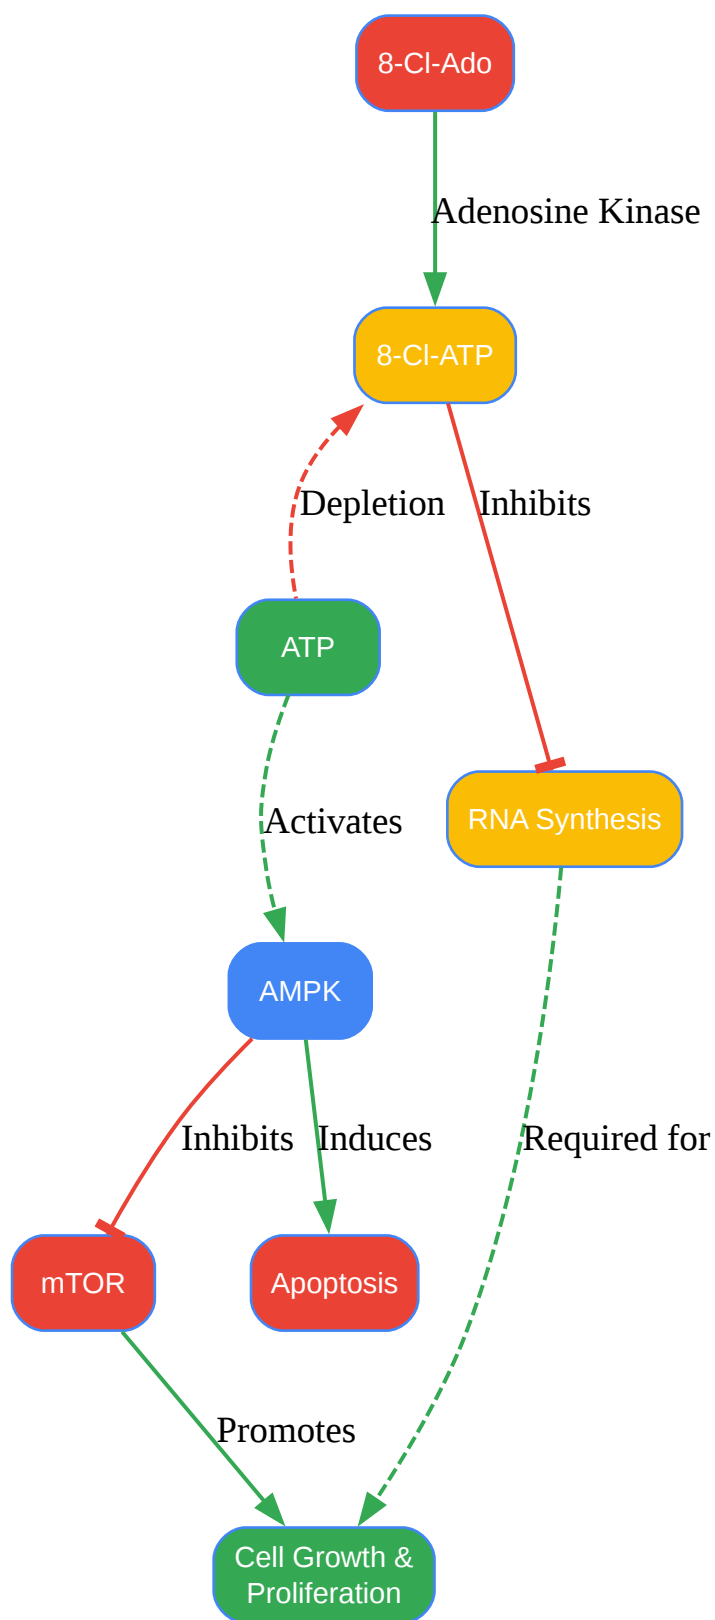 8-Cl-Ado
Adenosine Kinase
8-Cl-ATP
Depletion
Inhibits
ATP
RNA Synthesis
Activates
AMPK
Inhibits
Induces
Required for
mTOR
Apoptosis
Promotes
Cell Growth &
Proliferation